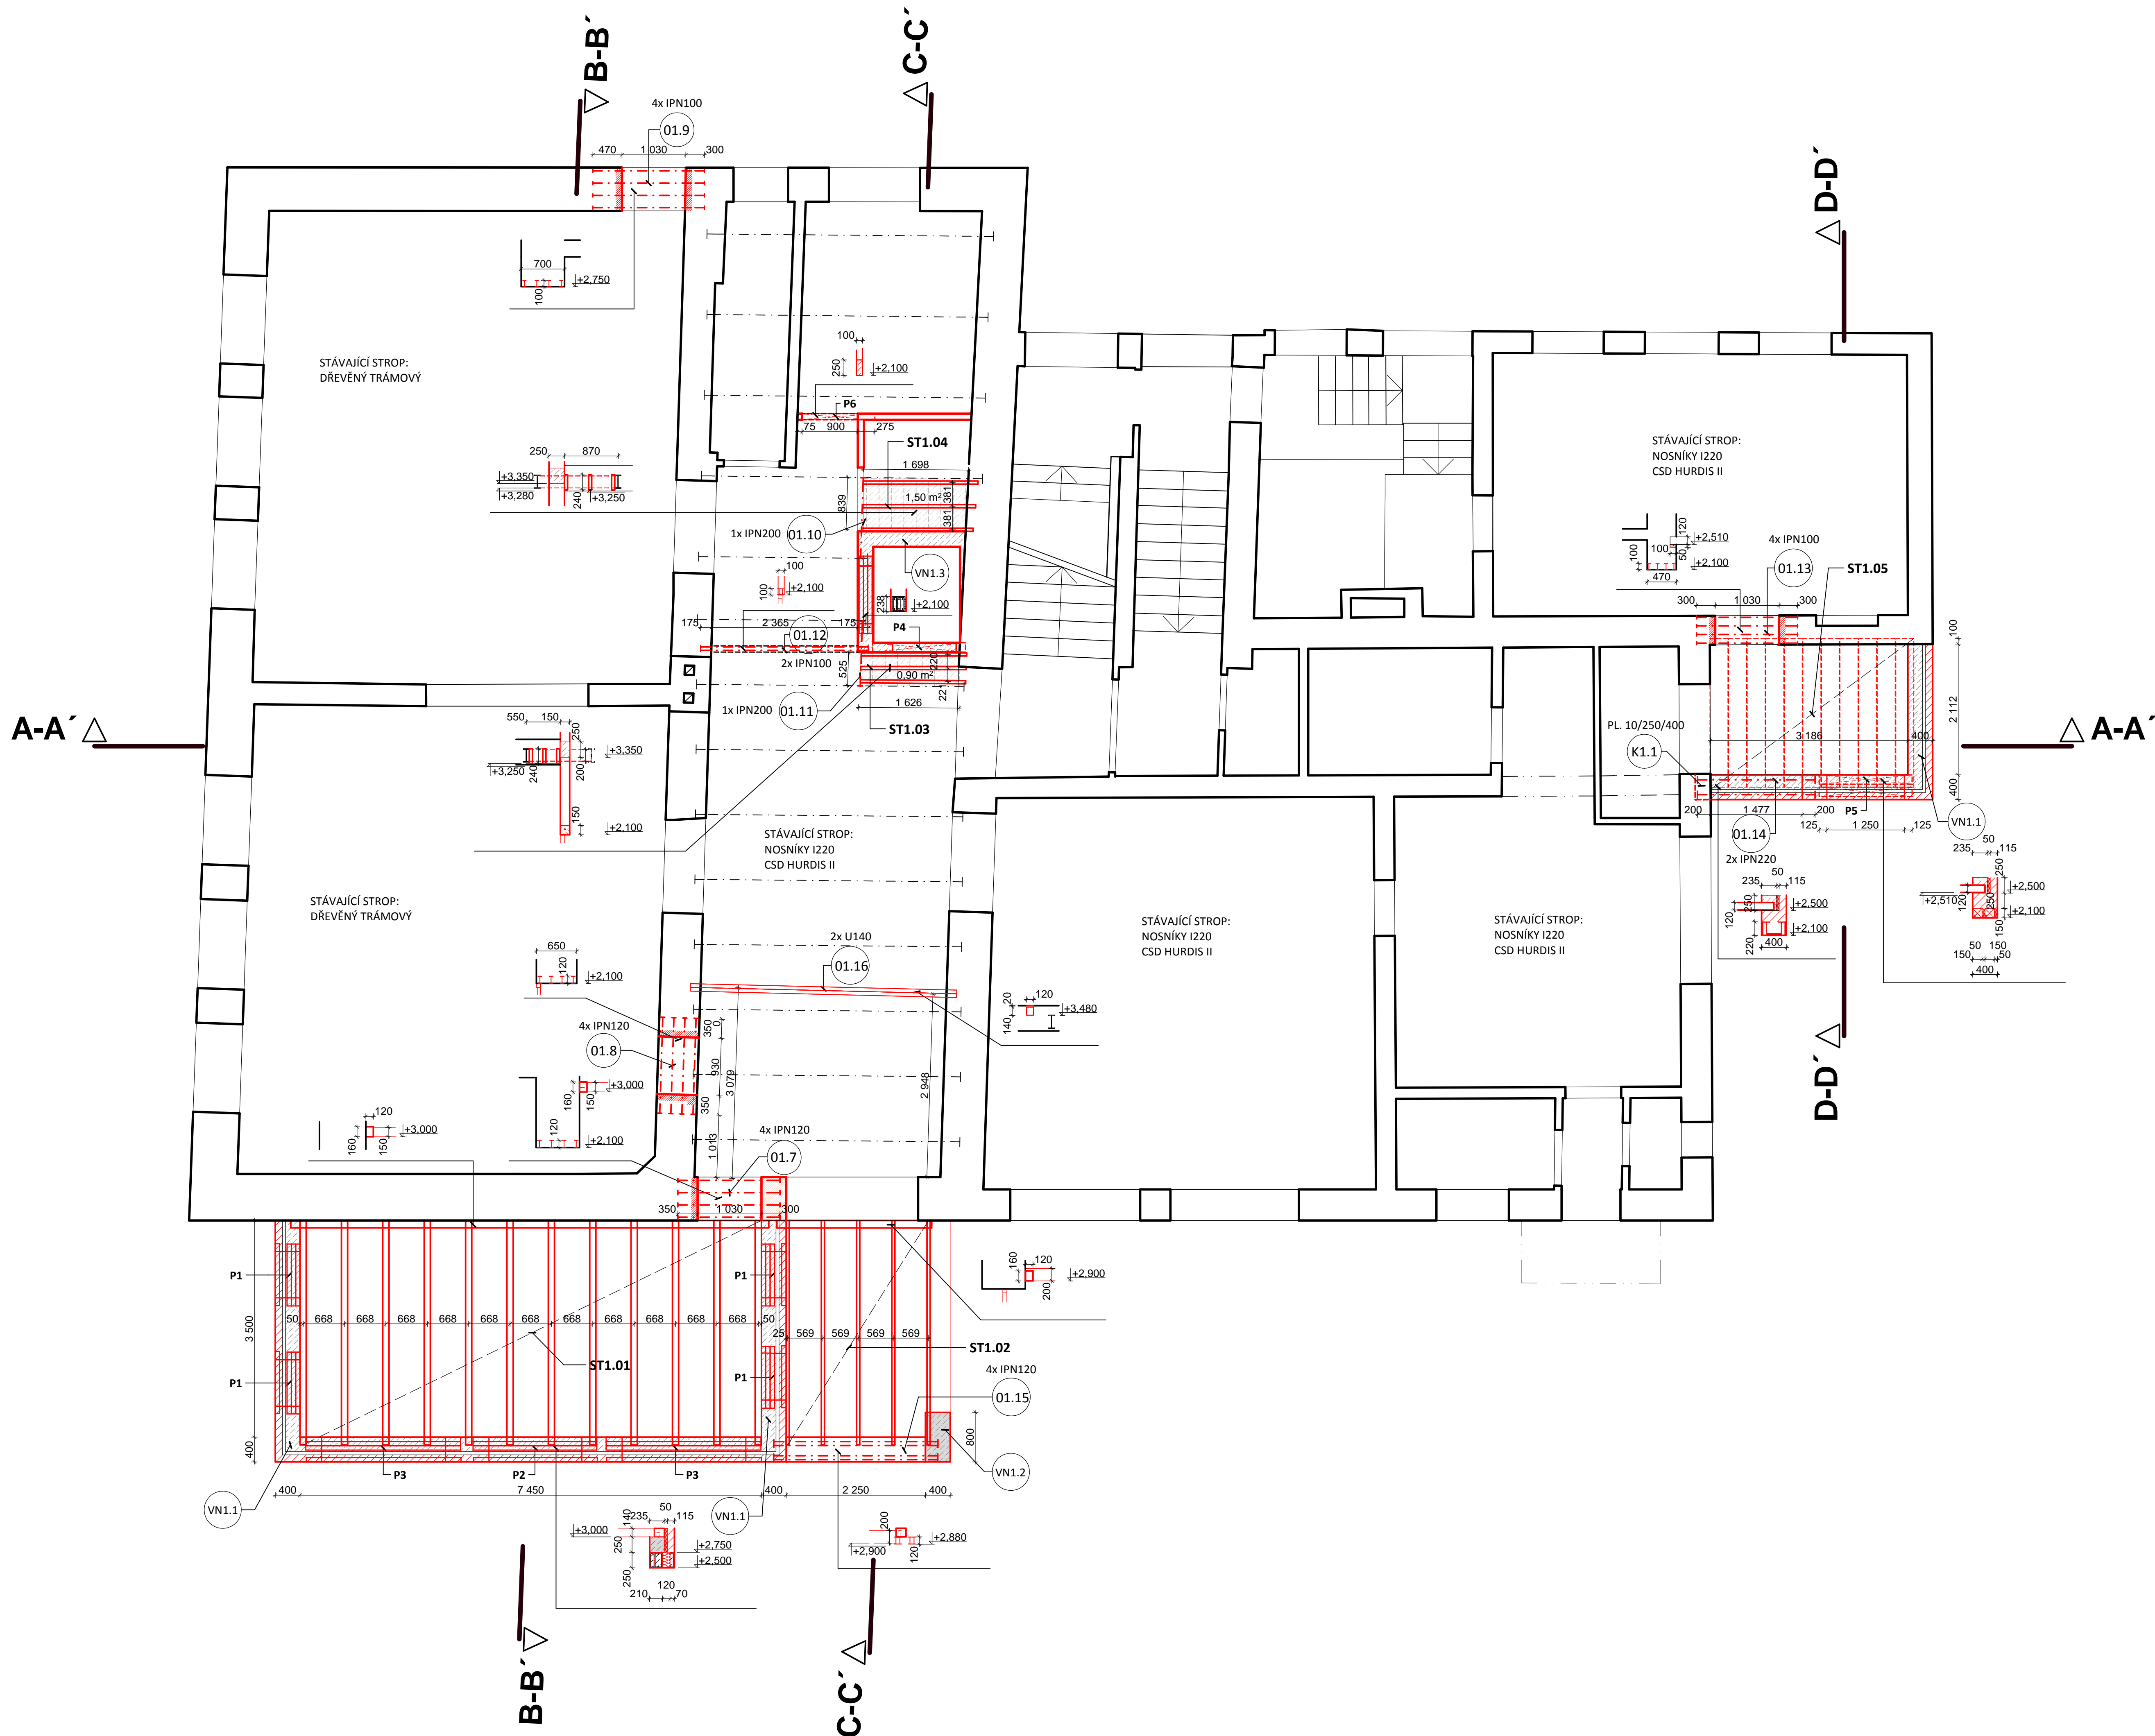 B-B´
C-C´
4x IPN100
01.9
470
1 030
300
D-D´
700
100
+2,750
STÁVAJÍCÍ STROP:
DŘEVĚNÝ TRÁMOVÝ
100
250
+2,100
P6
75
900
275
ST1.04
1 698
250
870
+3,350
+3,280
240
+3,250
839
1,50 m²
381
381
1x IPN200
01.10
VN1.3
100
100
+2,100
238
+2,100
175
2 365
175
01.12
P4
2x IPN100
525
220
0,90 m²
221
1x IPN200
01.11
1 626
ST1.03
STÁVAJÍCÍ STROP:
NOSNÍKY I220
CSD HURDIS II
120
100
100
50
+2,510
+2,100
470
4x IPN100
01.13
ST1.05
300
1 030
300
100
2 112
400
PL. 10/250/400
K1.1
3 186
400
A-A´
A-A´
200
1 477
200
P5
125
1 250
125
VN1.1
01.14
2x IPN220
50
235
115
250
+2,500
120
+2,100
220
400
50
235
115
250
+2,500
+2,510
120
250
+2,100
150
50
150
150
50
400
D-D´
550
150
250
+3,350
+3,250
240
200
150
+2,100
STÁVAJÍCÍ STROP:
NOSNÍKY I220
CSD HURDIS II
STÁVAJÍCÍ STROP:
DŘEVĚNÝ TRÁMOVÝ
STÁVAJÍCÍ STROP:
NOSNÍKY I220
CSD HURDIS II
STÁVAJÍCÍ STROP:
NOSNÍKY I220
CSD HURDIS II
2x U140
01.16
650
120
+2,100
20
120
140
+3,480
4x IPN120
01.8
350
0
930
350
3 079
2 948
1 013
160
150
+3,000
120
+2,100
120
160
150
+3,000
4x IPN120
01.7
350
1 030
300
160
120
200
+2,900
P1
P1
3 500
50
668
668
668
668
668
668
668
668
668
668
668
50
25
569
569
569
569
ST1.01
ST1.02
P1
P1
4x IPN120
01.15
400
800
P3
P2
P3
VN1.2
400
7 450
400
2 250
400
VN1.1
VN1.1
50
140
235
115
+3,000
250
+2,750
+2,500
250
120
210
70
200
+2,880
+2,900
120
B-B´
C-C´